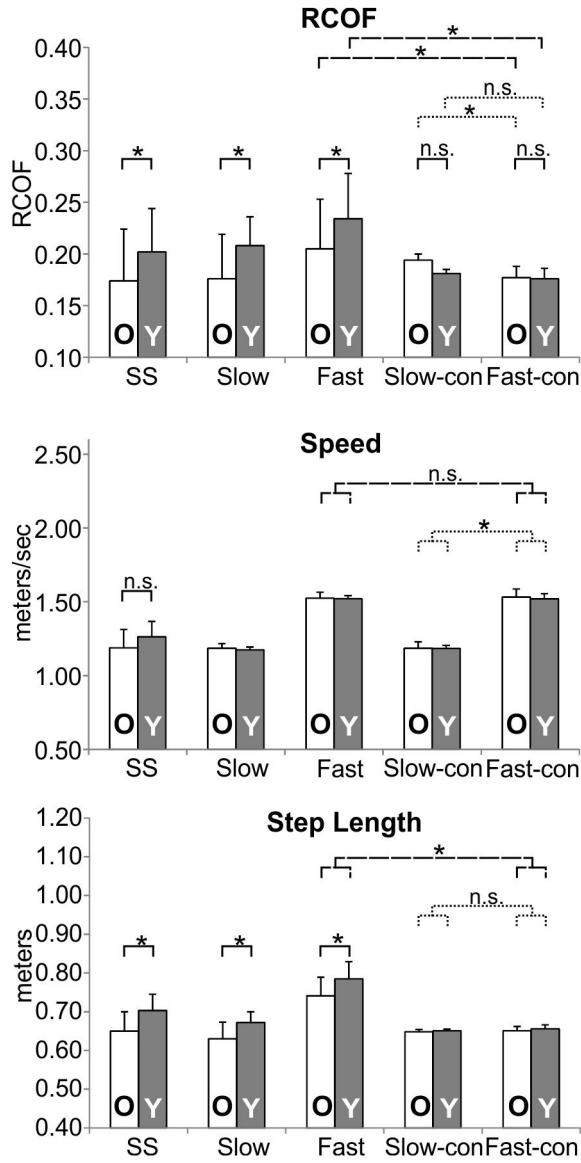 RCOF
*
*
0.40
n.s.
0.35
*
*
*
*
n.s.
n.s.
0.30
RCOF
0.25
0.20
0.15
O Y O Y O Y O Y O Y
0.10
SS Slow Fast Slow-con Fast-con
Speed
2.50
n.s.
2.00
*
meters/sec
n.s.
1.50
1.00
O Y O Y O Y O Y O Y
0.50
SS Slow Fast Slow-con Fast-con
1.20
Step Length
1.10
*
1.00
n.s.
0.90
*
*
*
meters
0.80
0.70
0.60
0.50
O Y O Y O Y O Y O Y
0.40
SS Slow Fast Slow-con Fast-con